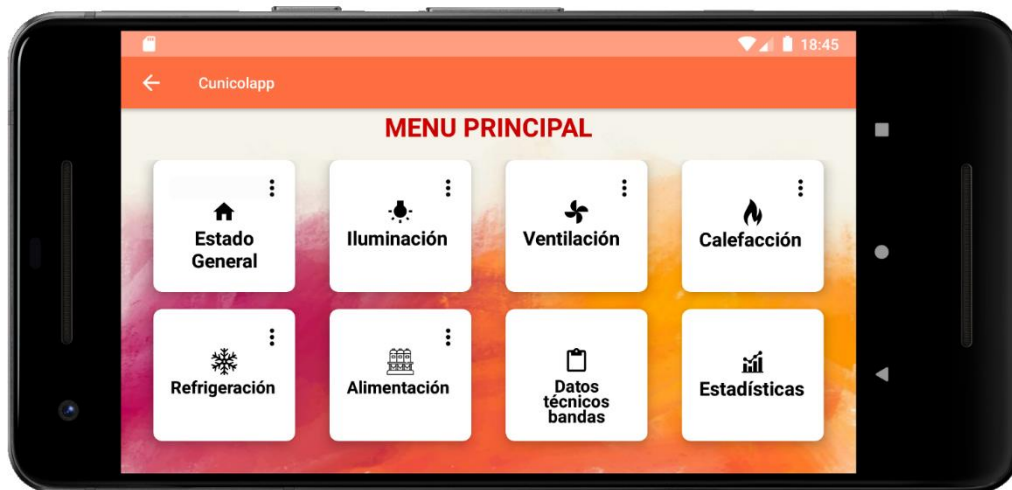 18:45
Cunicolapp
MENU PRINCIPAL
Estado
General
Iluminación
Ventilación
Calefacción
Refrigeración
Alimentación
Datos
técnicos
bandas
Estadísticas